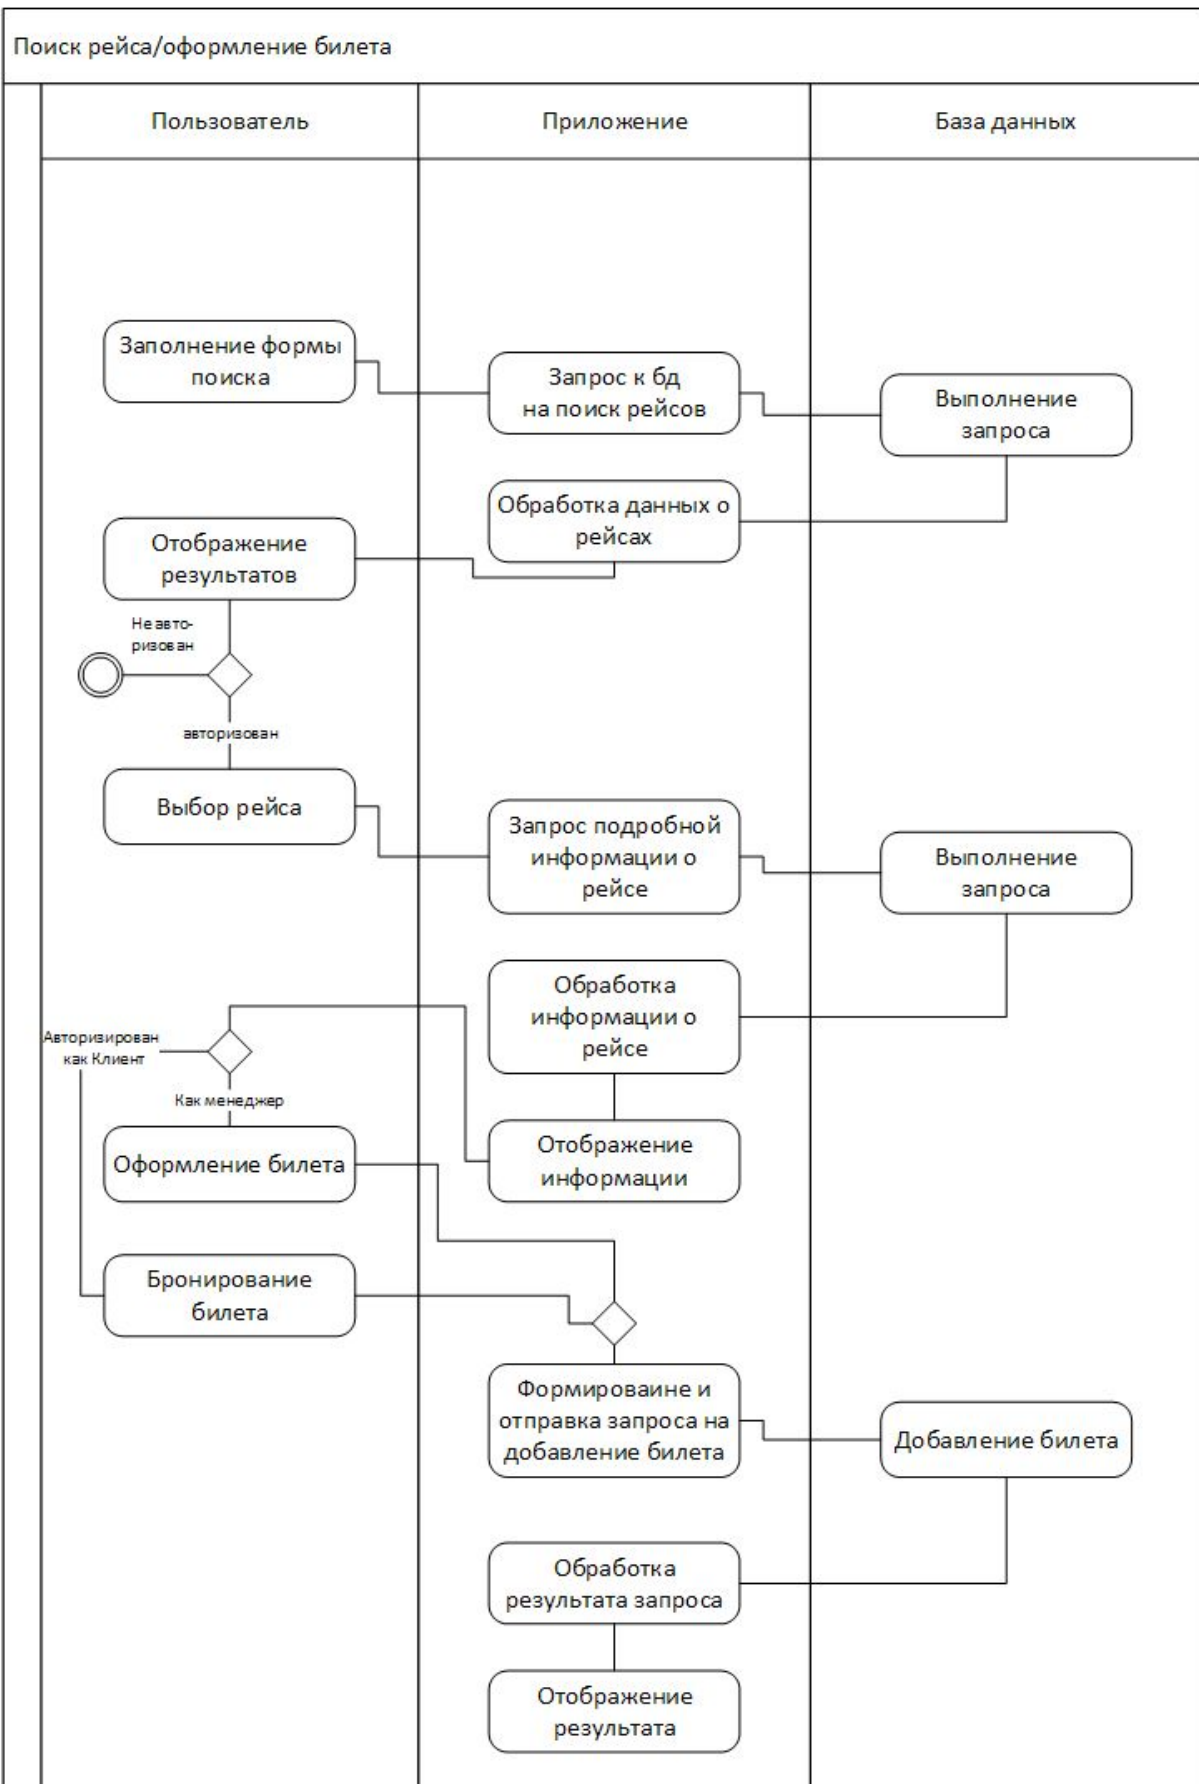 Поиск рейса/оформление билета
Пользователь
Приложение
База данных
Заполнение формы
поиска
Запрос к бд
на поиск рейсов
Выполнение
запроса
Обработка данных о
рейсах
Отображение
результатов
Не авто-
ризован
авторизован
Выбор рейса
Запрос подробной
информации о
рейсе
Выполнение
запроса
Обработка
информации о
рейсе
Авторизирован
как Клиент
Как менеджер
Оформление билета
Отображение
информации
Бронирование
билета
Формироваине и
отправка запроса на
добавление билета
Добавление билета
Обработка
результата запроса
Отображение
результата